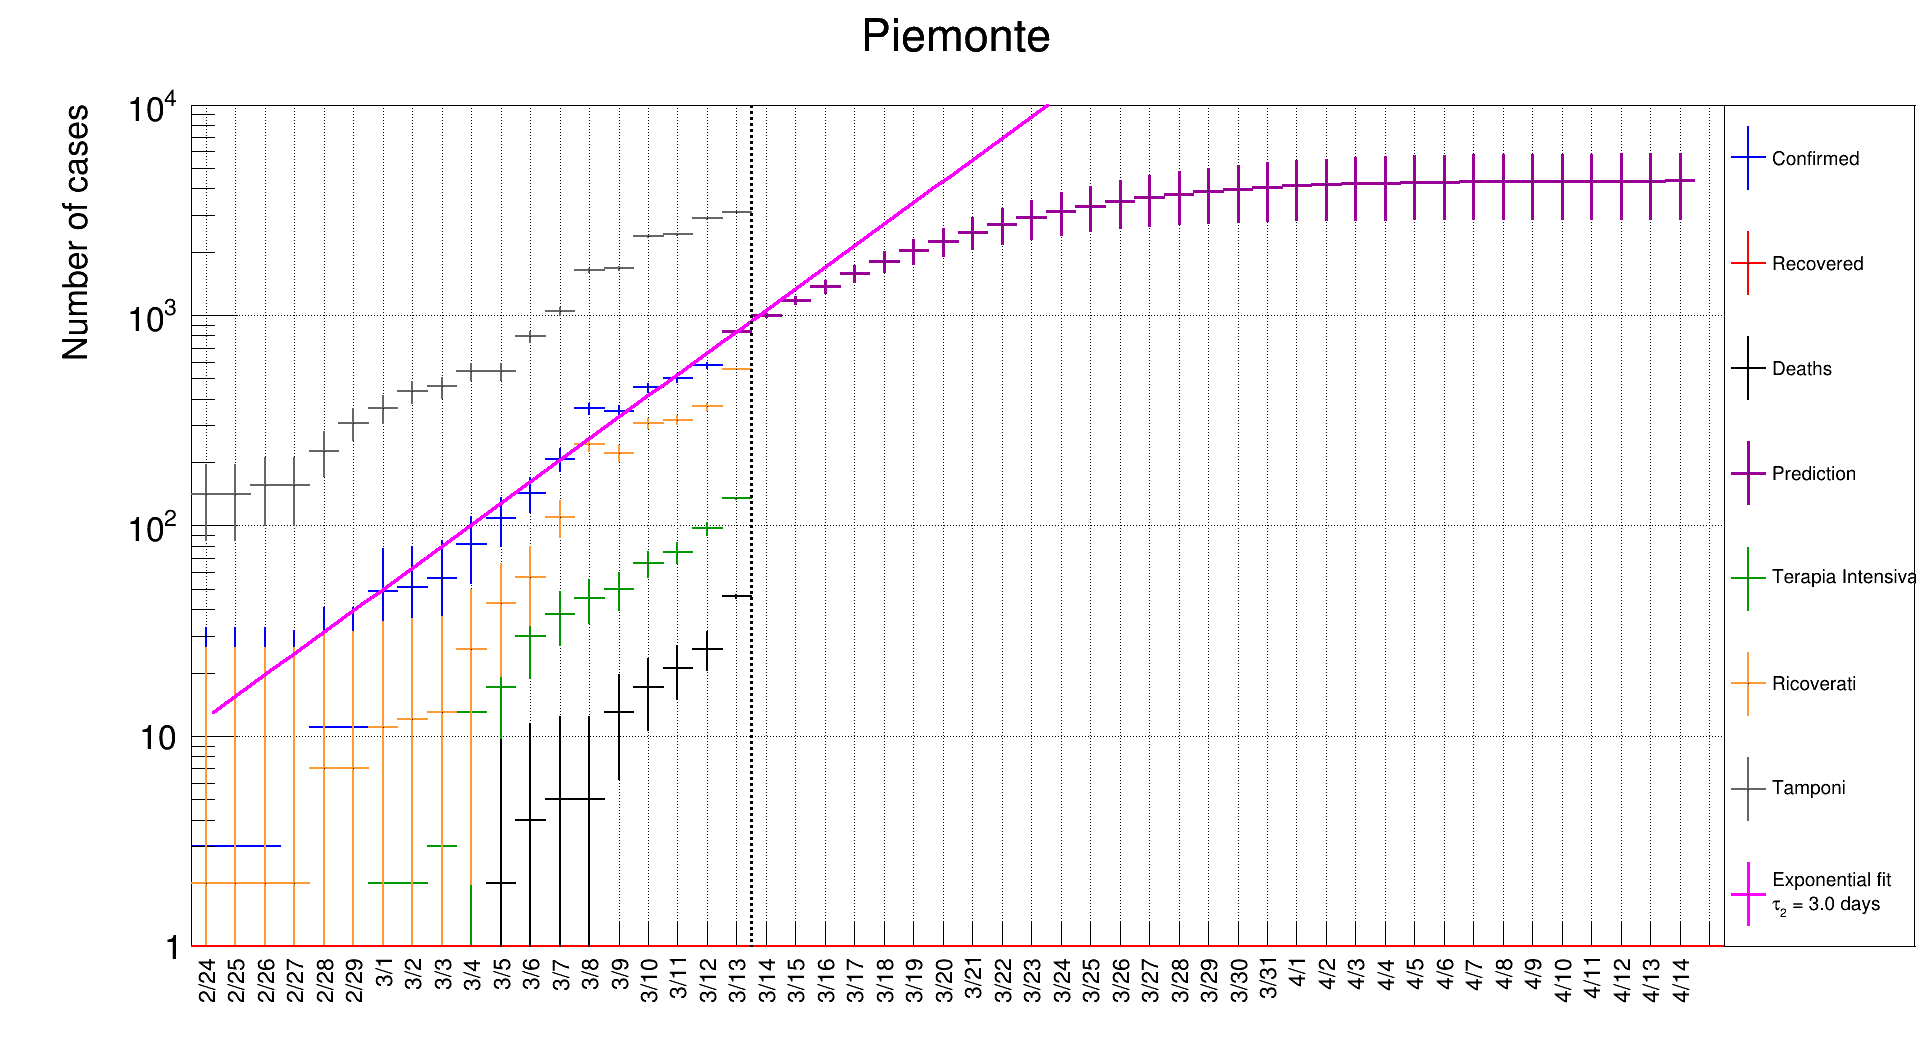 Piemonte
Number of cases
10^4
10^3
10^2
10
1
2/24 2/25 2/26 2/27 2/28 2/29 3/1 3/2 3/3 3/4 3/5 3/6 3/7 3/8 3/9 3/10 3/11 3/12 3/13 3/14 3/15 3/16 3/17 3/18 3/19 3/20 3/21 3/22 3/23 3/24 3/25 3/26 3/27 3/28 3/29 3/30 3/31 4/1 4/2 4/3 4/4 4/5 4/6 4/7 4/8 4/9 4/10 4/11 4/12 4/13 4/14
Confirmed
Recovered
Deaths
Prediction
Terapia Intensiva
Ricoverati
Tamponi
Exponential fit
τ_2 = 3.0 days